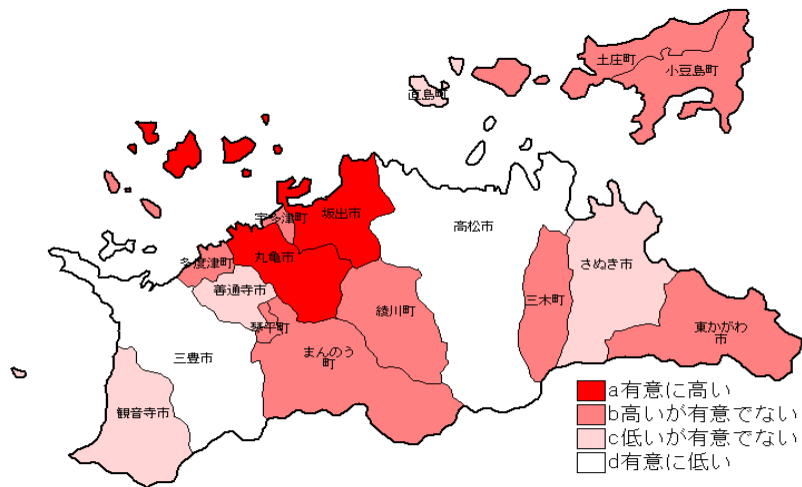 土庄町
小豆島町
直島町
宇多津町
坂出市
高松市
多度津町
丸亀市
さぬき市
善通寺市
綾川町
三木町
琴平町
東かがわ
市
まんのう
町
三豊市
観音寺市
a有意に高い
b高いが有意でない
c低いが有意でない
d有意に低い